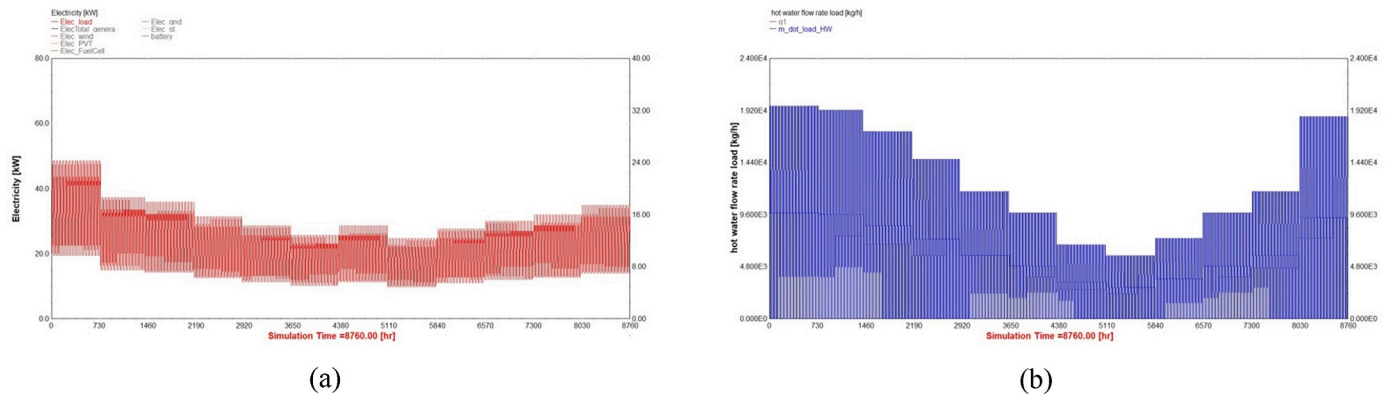 Electricity [kW]
Elec_load
ElecTotal_genera
Elec_wind
Elec_PVT
Elec_FuelCell
Elec_grid
Elec_st
battery
80.0
60.0
40.0
20.0
0.0
Electricity [kW]
40.00
32.00
24.00
16.00
8.00
0.00
0 730 1460 2190 2920 3650 4380 5110 5840 6570 7300 8030 8760
Simulation Time =8760.00 [hr]
(a)
hot water flow rate load [kg/h]
m_dot_load_HW
2.400E4
1.920E4
1.440E4
9.600E3
4.800E3
0.000E0
hot water flow rate load [kg/h]
2.400E4
1.920E4
1.440E4
9.600E3
4.800E3
0.000E0
0 730 1460 2190 2920 3650 4380 5110 5840 6570 7300 8030 8760
Simulation Time =8760.00 [hr]
(b)